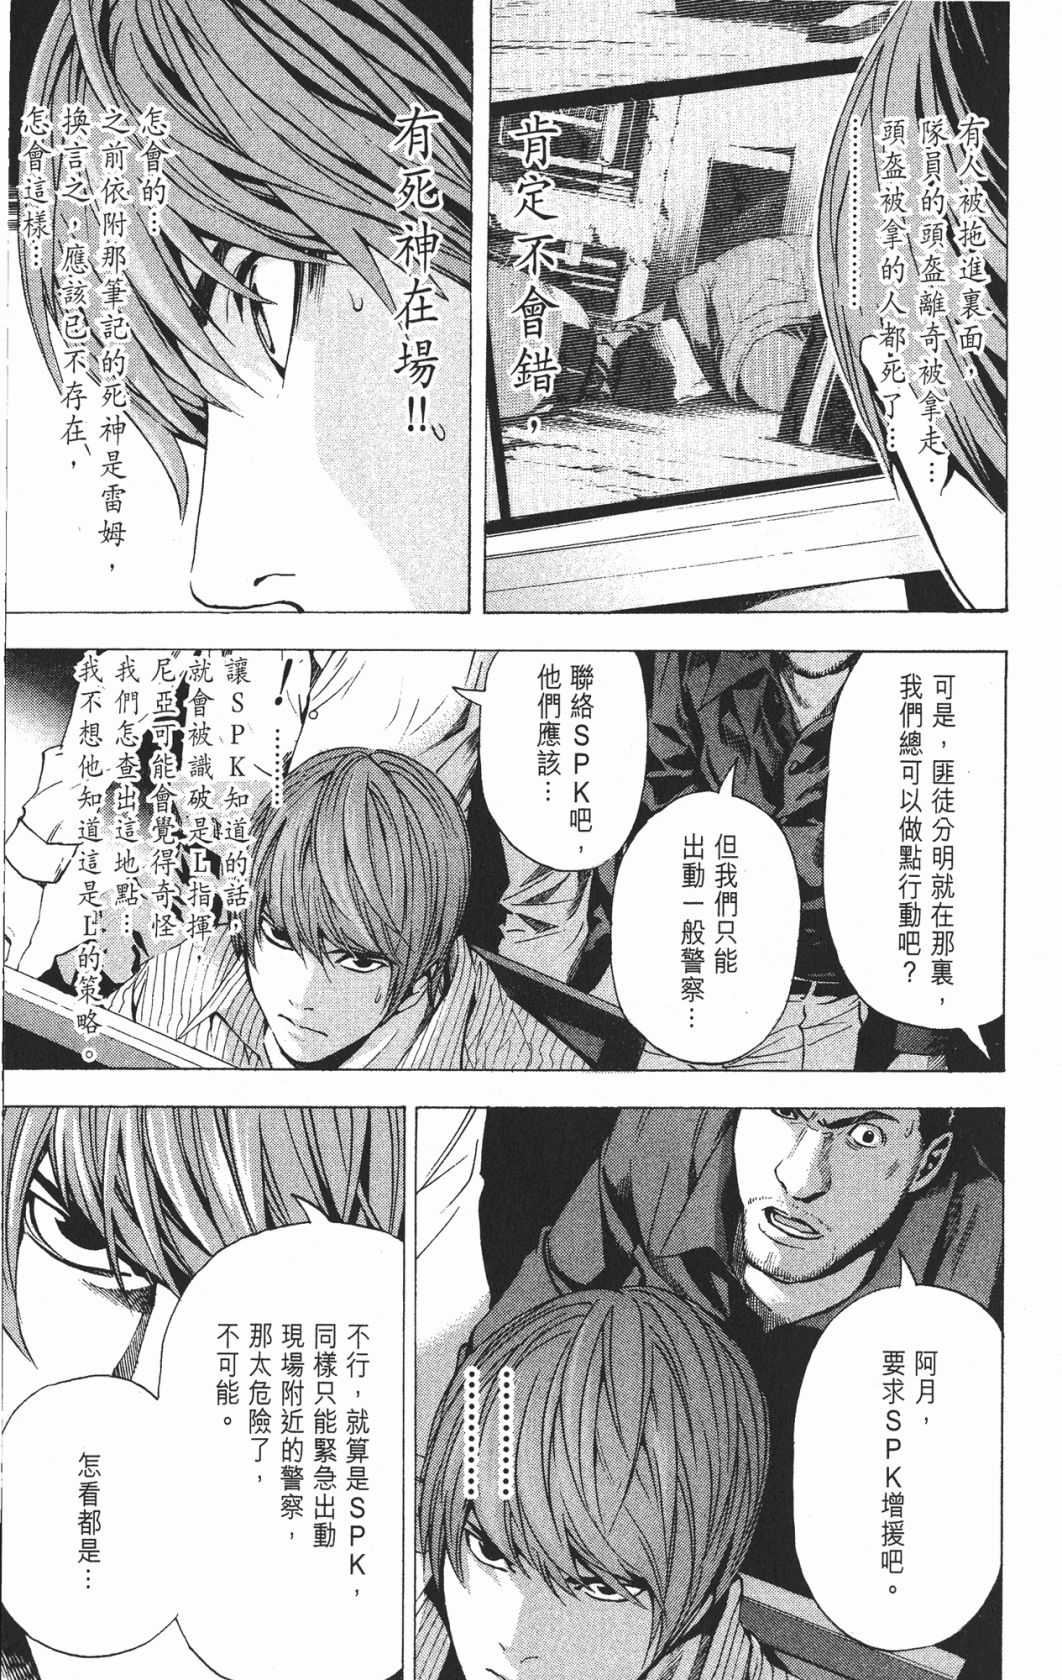 有人被拖進裏面，
隊員的頭盔離奇被拿走…
頭盔被拿的人都死了…
…………………
肯定不會錯，
有死神在場!!
怎會的…
之前依附那筆記的死神是雷姆，
換言之，應該已不存在，
怎會這樣…
可是，匪徒分明就在那裏，
我們總可以做點行動吧？
但我們只能
出動一般警察…
聯絡SPK吧，
他們應該…
！
………
讓SPK知道的話，
就會被識破是L指揮，
尼亞可能會覺得奇怪
我們怎查出這地點…
我不想他知道這是L的策略。
阿月，
要求SPK增援吧。
…………
…………
不行，就算是SPK，
同樣只能緊急出動
現場附近的警察，
那太危險了，
不可能。
怎看都是…